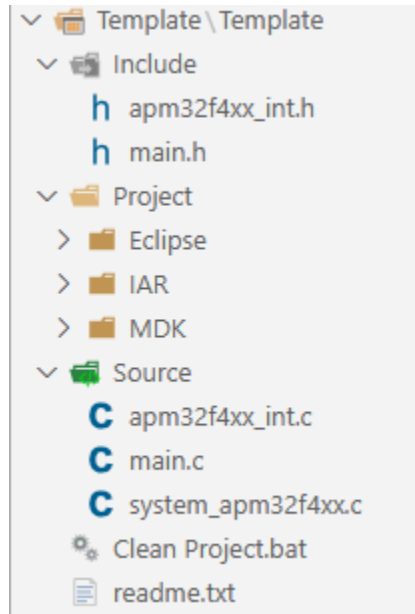 Template\Template
Include
h apm32f4xx_int.h
h main.h
Project
Eclipse
IAR
MDK
Source
C apm32f4xx_int.c
C main.c
C system_apm32f4xx.c
Clean Project.bat
readme.txt